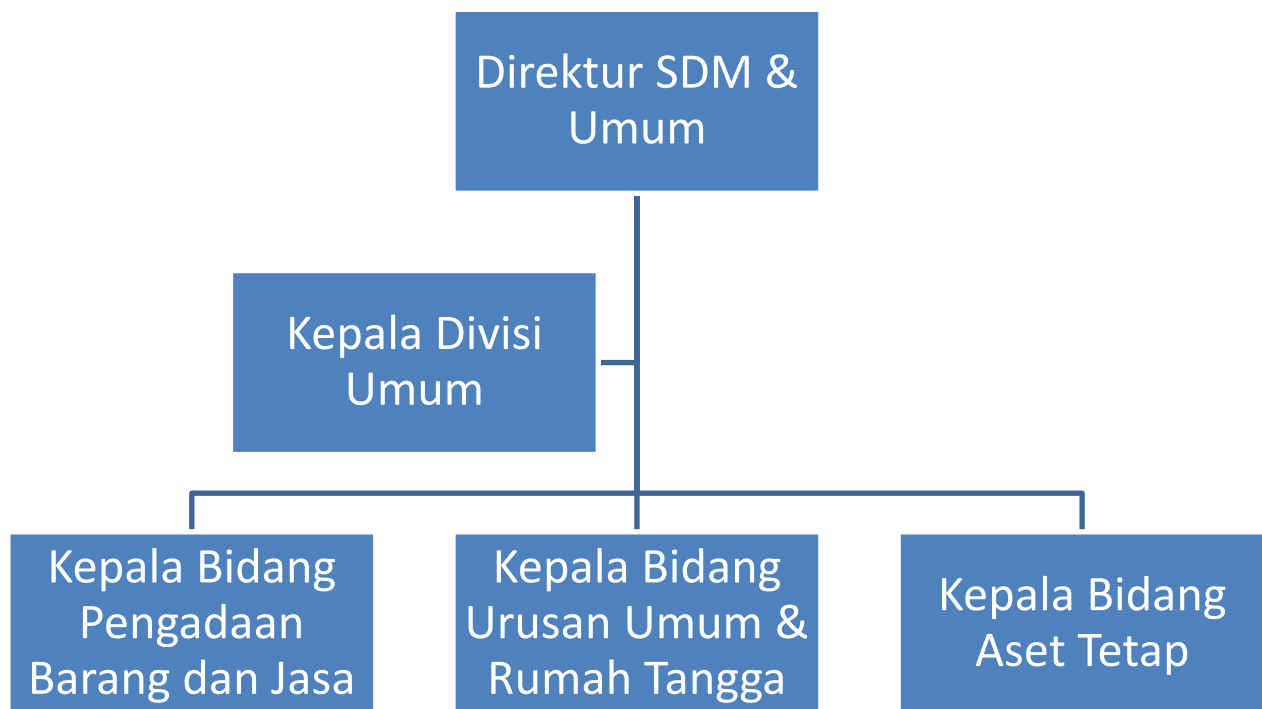 Direktur SDM &
Umum
Kepala Divisi
Umum
Kepala Bidang
Pengadaan
Barang dan Jasa
Kepala Bidang
Urusan Umum &
Rumah Tangga
Kepala Bidang
Aset Tetap